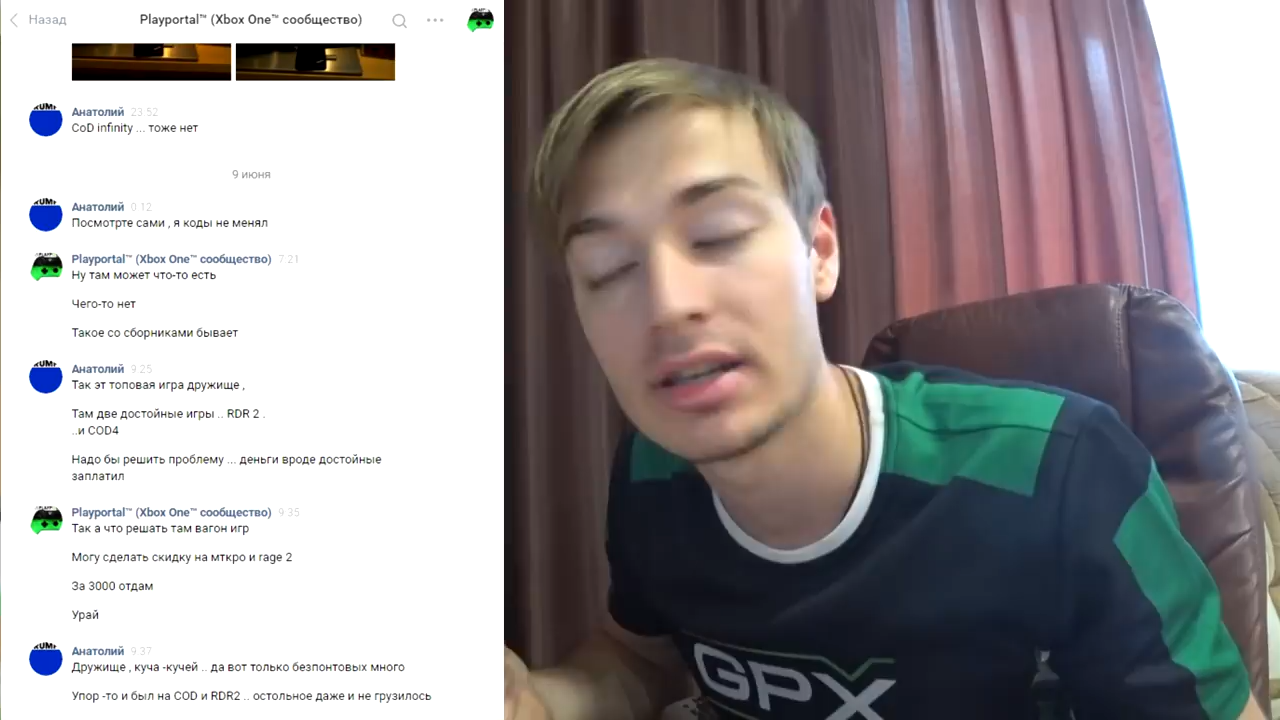 Назад
Playportal™ (Xbox One™ сообщество)
Анатолий 23:52
CoD infinity ... тоже нет
9 июня
Анатолий 0:12
Посмотрте сами , я коды не менял
Playportal™ (Xbox One™ сообщество) 7:21
Ну там может что-то есть
Чего-то нет
Такое со сборниками бывает
Анатолий 9:25
Так эт топовая игра дружище ,
Там две достойные игры .. RDR 2 .
..и COD4
Надо бы решить проблему ... деньги вроде достойные
заплатил
Playportal™ (Xbox One™ сообщество) 9:35
Так а что решать там вагон игр
Могу сделать скидку на мткро и rage 2
За 3000 отдам
Урай
Анатолий 9:37
Дружище , куча -кучей .. да вот только безпонтовых много
Упор -то и был на COD и RDR2 .. остольное даже и не грузилось
GPX